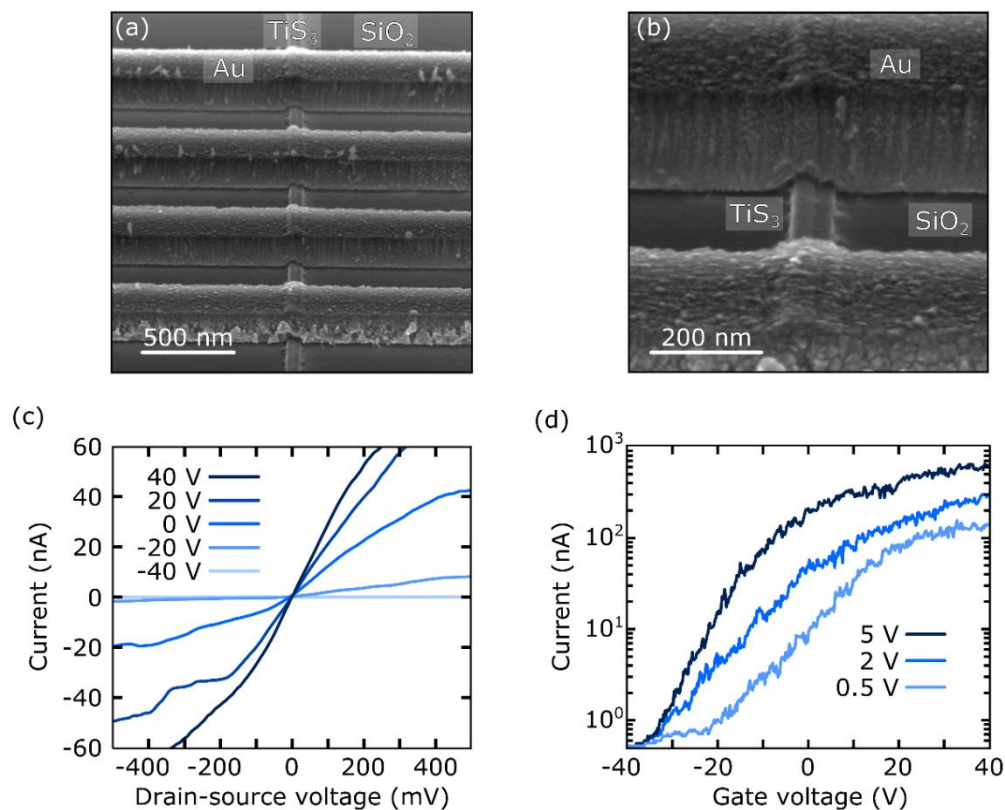 (a)
TiS₃
SiO₂
Au
500 nm
(b)
Au
TiS₃
SiO₂
200 nm
(c)
60
40
20
0
-20
-40
-60
Current (nA)
40 V
20 V
0 V
-20 V
-40 V
-400 -200 0 200 400
Drain-source voltage (mV)
(d)
10³
10²
10¹
10⁰
Current (nA)
5 V
2 V
0.5 V
-40 -20 0 20 40
Gate voltage (V)